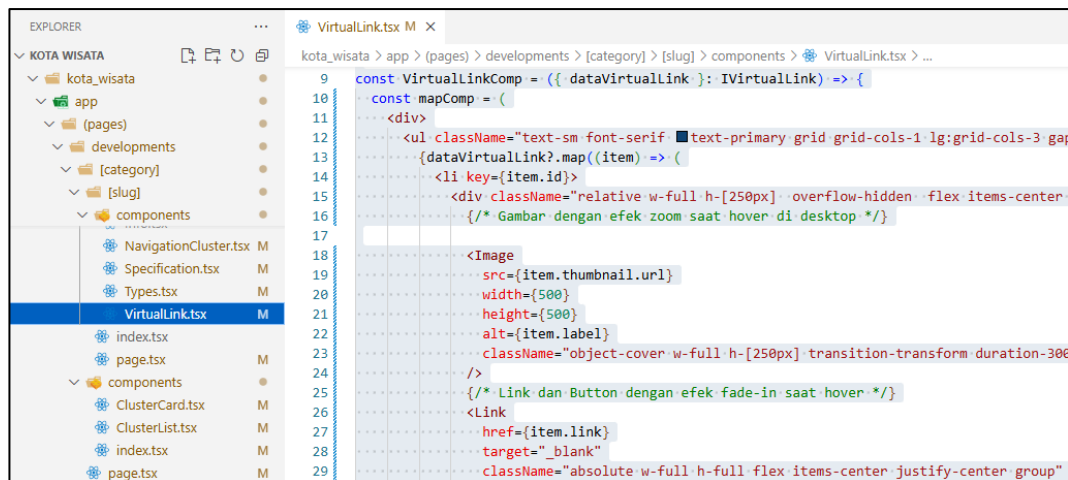 EXPLORER
KOTA WISATA
kota_wisata
app
(pages)
developments
[category]
[slug]
components
NavigationCluster.tsx M
Specification.tsx M
Types.tsx M
VirtualLink.tsx M
index.tsx
page.tsx M
components
ClusterCard.tsx M
ClusterList.tsx M
index.tsx M
page.tsx M
VirtualLink.tsx M
kota_wisata > app > (pages) > developments > [category] > [slug] > components > VirtualLink.tsx > ...
9 const VirtualLinkComp = ({ dataVirtualLink }: IVirtualLink) => {
10 const mapComp = (
11 <div>
12 <ul className="text-sm font-serif text-primary grid grid-cols-1 lg:grid-cols-3 gap
13 {dataVirtualLink?.map((item) => (
14 <li key={item.id}>
15 <div className="relative w-full h-[250px]  overflow-hidden  flex items-center
16 {/* Gambar dengan efek zoom saat hover di desktop */}
17
18 <Image
19 src={item.thumbnail.url}
20 width={500}
21 height={500}
22 alt={item.label}
23 className="object-cover w-full h-[250px] transition-transform duration-300
24 />
25 {/* Link dan Button dengan efek fade-in saat hover */}
26 <Link
27 href={item.link}
28 target="_blank"
29 className="absolute w-full h-full flex items-center justify-center group"